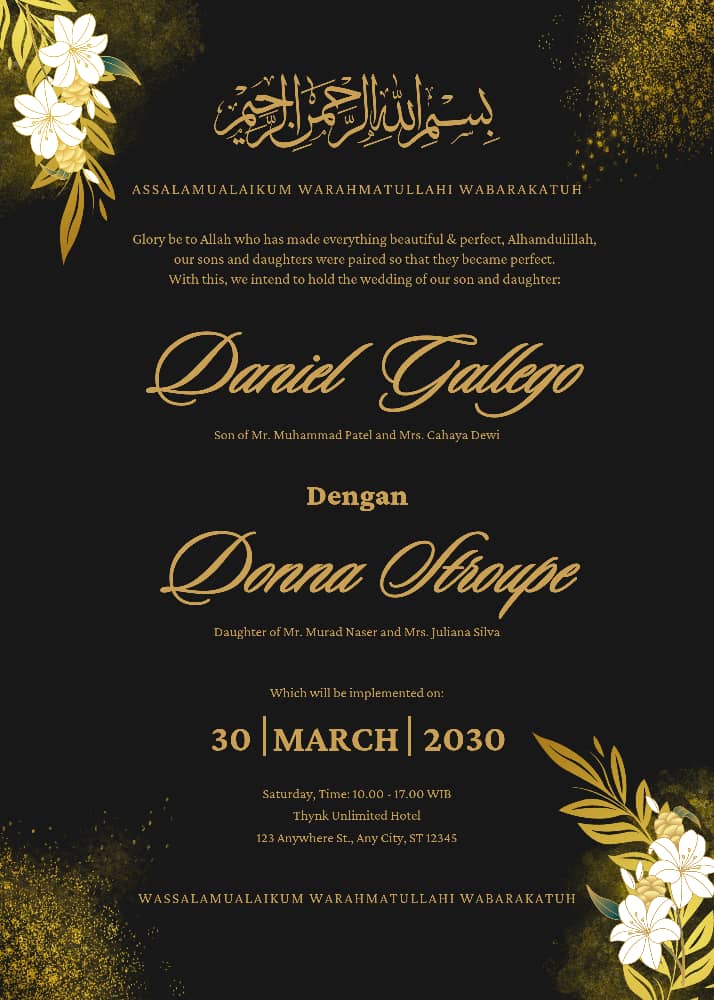 بسم الله الرحمن الرحيم
ASSALAMUALAIKUM WARAHMATULLAHI WABARAKATUH
Glory be to Allah who has made everything beautiful & perfect, Alhamdulillah,
our sons and daughters were paired so that they became perfect.
With this, we intend to hold the wedding of our son and daughter:
Daniel Gallego
Son of Mr. Muhammad Patel and Mrs. Cahaya Dewi
Dengan
Donna Stroupe
Daughter of Mr. Murad Naser and Mrs. Juliana Silva
Which will be implemented on:
30 | MARCH | 2030
Saturday, Time: 10.00 - 17.00 WIB
Thynk Unlimited Hotel
123 Anywhere St., Any City, ST 12345
WASSALAMUALAIKUM WARAHMATULLAHI WABARAKATUH